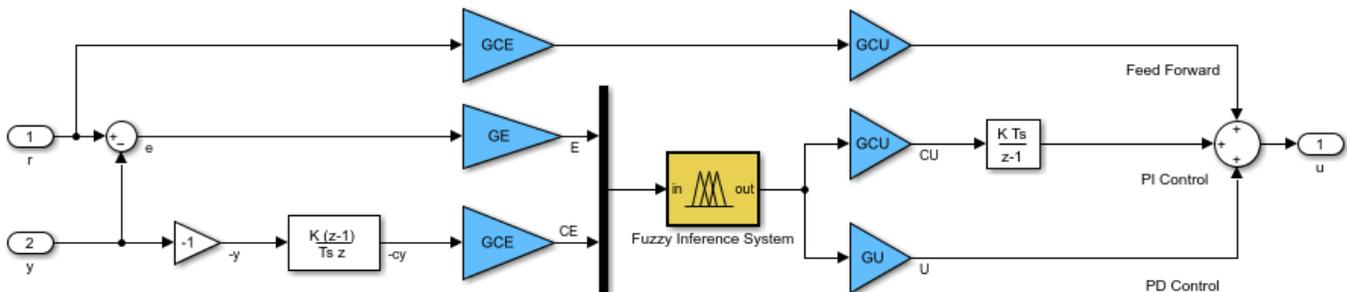 GCE
GCU
Feed Forward
1
r
+
−
e
GE
E
GCU
CU
K Ts
z-1
+
+
+
1
u
PI Control
in
out
Fuzzy Inference System
2
y
-1
-y
K (z-1)
Ts z
-cy
GCE
CE
GU
U
PD Control